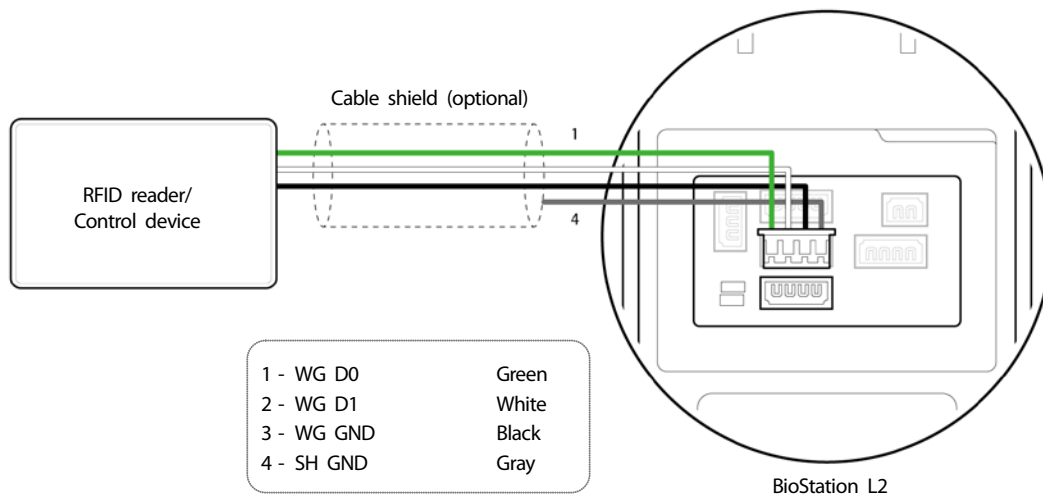 Cable shield (optional)
1
RFID reader/
Control device
4
1 - WG D0 Green
2 - WG D1 White
3 - WG GND Black
4 - SH GND Gray
BioStation L2